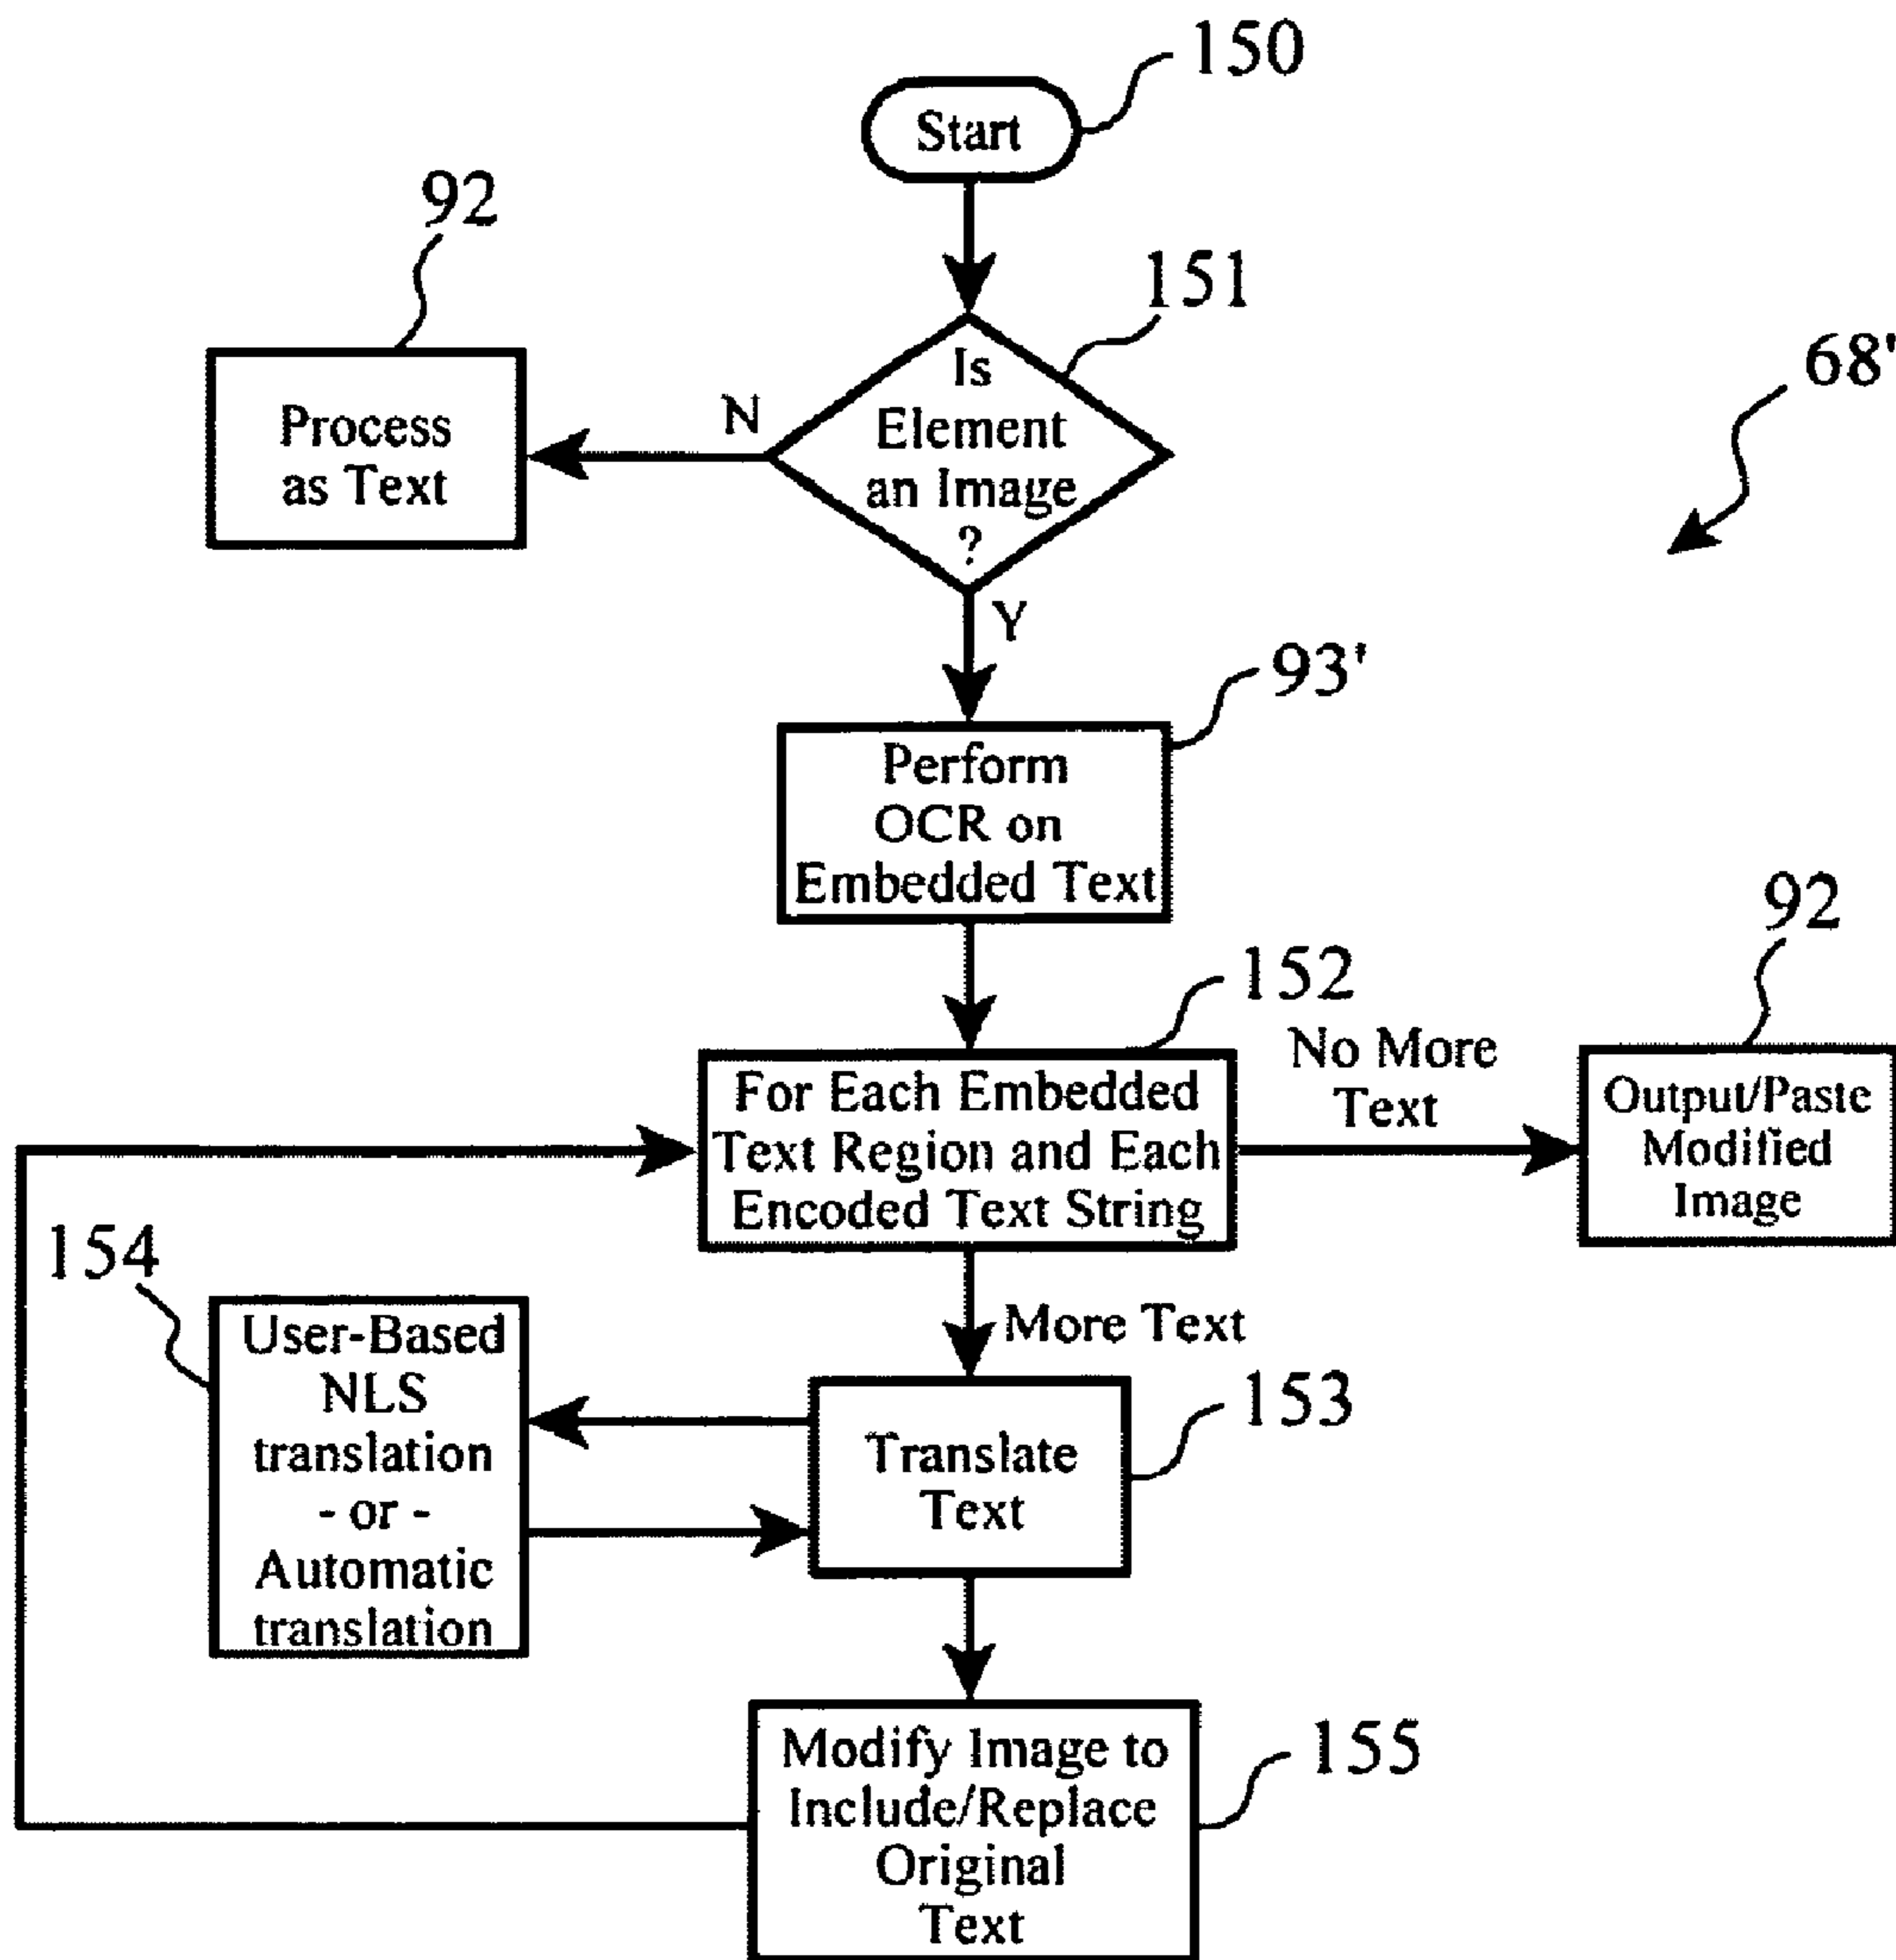 150
Start
92
151
68'
Process
as Text
N
Is
Element
an Image
?
Y
93'
Perform
OCR on
Embedded Text
92
152
No More
Text
For Each Embedded
Text Region and Each
Encoded Text String
Output/Paste
Modified
Image
154
More Text
User-Based
NLS
translation
- or -
Automatic
translation
153
Translate
Text
155
Modify Image to
Include/Replace
Original
Text